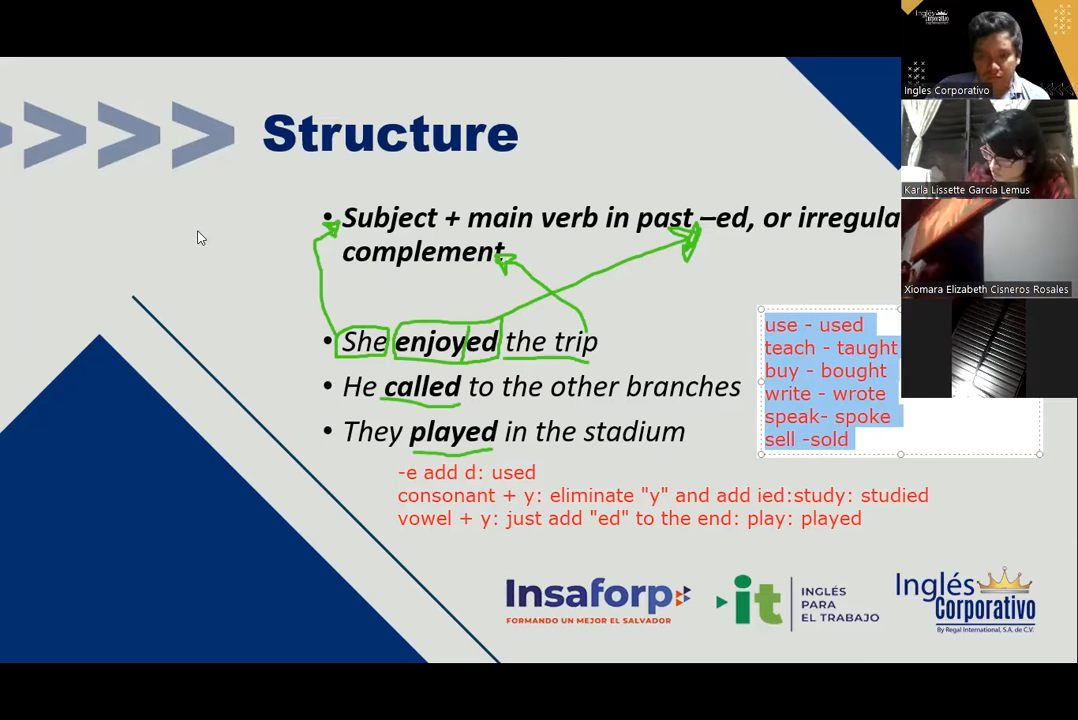 Structure
• Subject + main verb in past –ed, or irregula
complement
• She enjoyed the trip
• He called to the other branches
• They played in the stadium
-e add d: used
consonant + y: eliminate "y" and add ied:study: studied
vowel + y: just add "ed" to the end: play: played
use - used
teach - taught
buy - bought
write - wrote
speak- spoke
sell -sold
Insaforp
FORMANDO UN MEJOR EL SALVADOR
it
INGLÉS
PARA
EL TRABAJO
Inglés
Corporativo
By Regal International, S.A. de C.V.
Inglés
Corporativo
Ingles Corporativo
Karla Lissette Garcia Lemus
Xiomara Elizabeth Cisneros Rosales